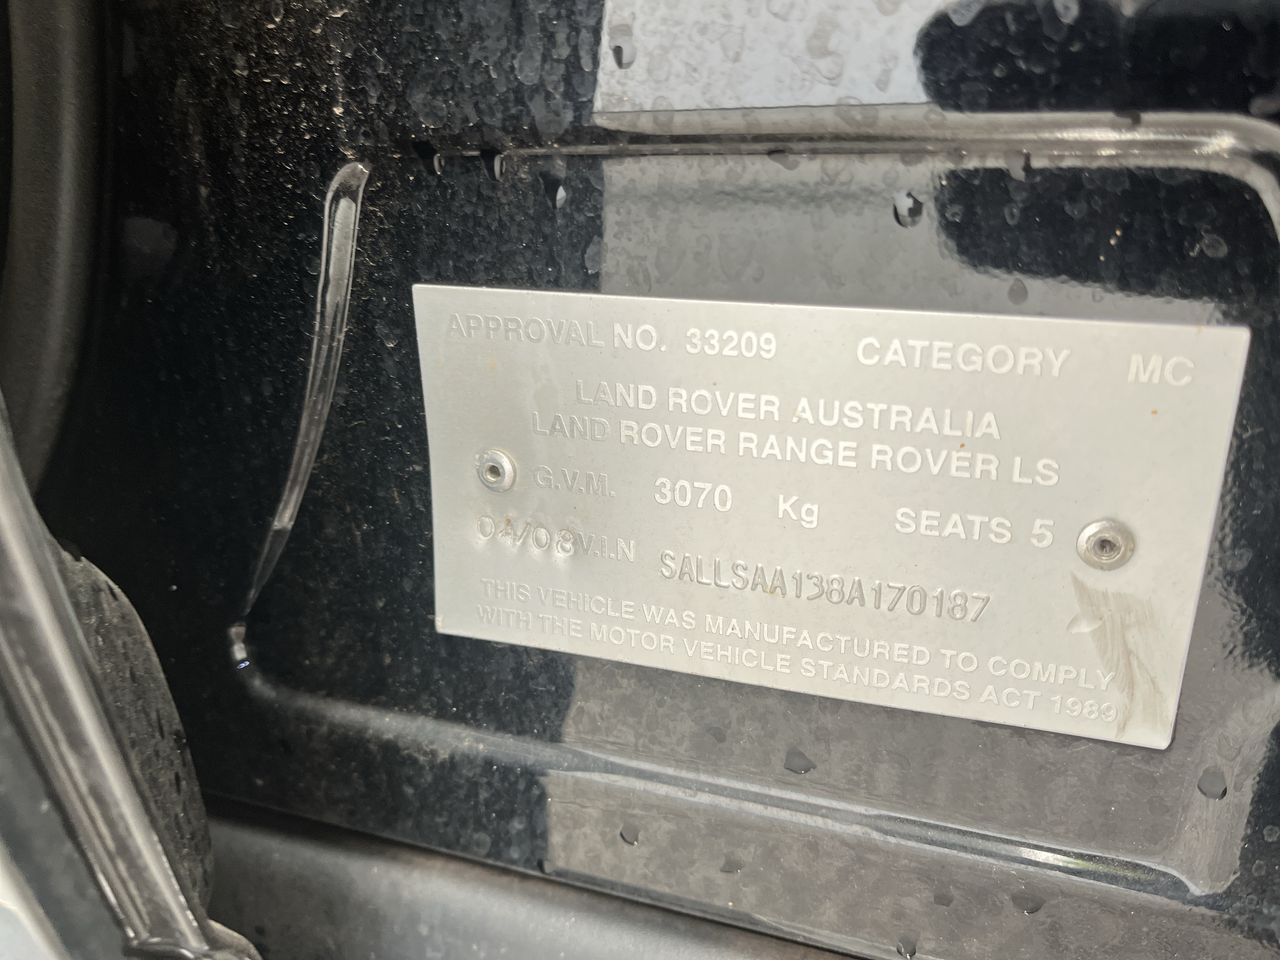 APPROVAL NO. 33209 CATEGORY MC
LAND ROVER AUSTRALIA
LAND ROVER RANGE ROVER LS
G.V.M. 3070 Kg SEATS 5
04/08 V.I.N SALLSAA138A170187
THIS VEHICLE WAS MANUFACTURED TO COMPLY
WITH THE MOTOR VEHICLE STANDARDS ACT 1989